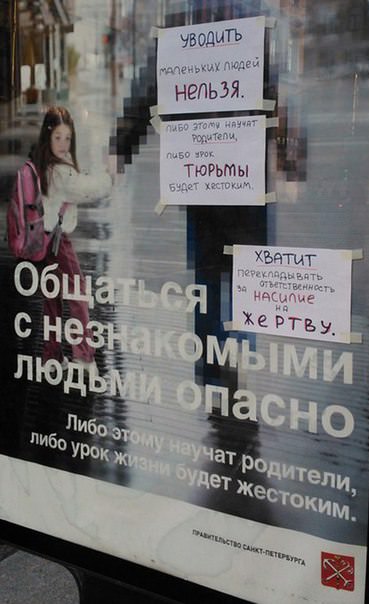 УВОДИТЬ
МАЛЕНЬКИХ ЛЮДЕЙ
НЕЛЬЗЯ.
ЛИБО ЭТОМУ НАУЧАТ
РОДИТЕЛИ,
ЛИБО УРОК
ТЮРЬМЫ
БУДЕТ ЖЕСТОКИМ.
ХВАТИТ
ПЕРЕКЛАДЫВАТЬ
ОТВЕТСТВЕННОСТЬ
ЗА НАСИЛИЕ
НА
ЖЕРТВУ.
Общаться
с незнакомыми
людьми опасно
Либо этому научат родители,
либо урок жизни будет жестоким.
ПРАВИТЕЛЬСТВО САНКТ-ПЕТЕРБУРГА